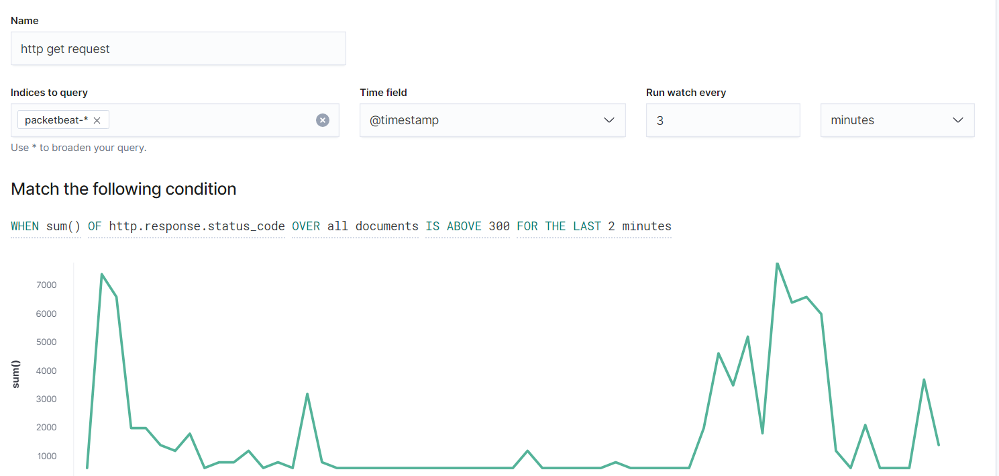 Name
http get request
Indices to query
Time field
Run watch every
packetbeat-*
@timestamp
3
minutes
Use * to broaden your query.
Match the following condition
WHEN sum() OF http.response.status_code OVER all documents IS ABOVE 300 FOR THE LAST 2 minutes
sum()
7000
6000
5000
4000
3000
2000
1000